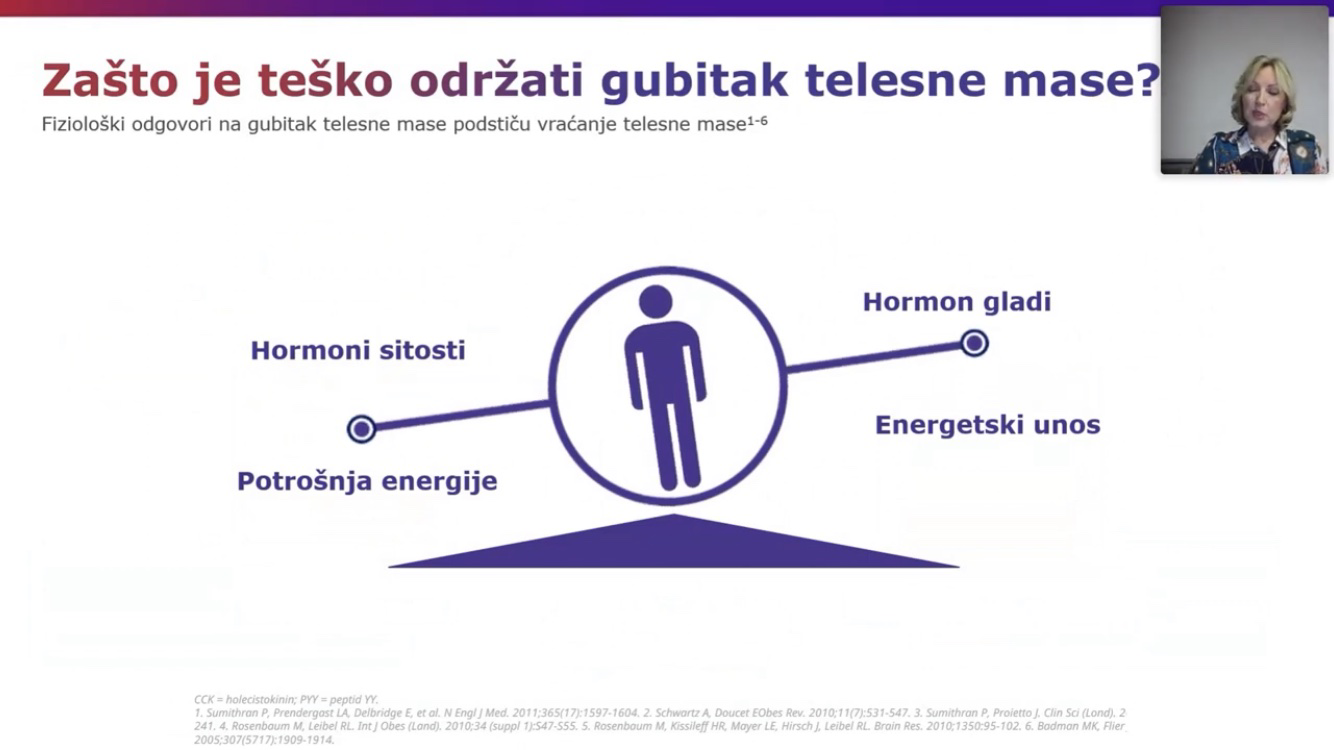 Zašto je teško održati gubitak telesne mase?
Fiziološki odgovori na gubitak telesne mase podstiču vraćanje telesne mase¹⁻⁶
Hormon gladi
Hormoni sitosti
Energetski unos
Potrošnja energije
CCK = holecistokinin; PYY = peptid YY.
1. Sumithran P, Prendergast LA, Delbridge E, et al. N Engl J Med. 2011;365(17):1597-1604. 2. Schwartz A, Doucet EObes Rev. 2010;11(7):531-547. 3. Sumithran P, Proietto J. Clin Sci (Lond). 2
241. 4. Rosenbaum M, Leibel RL. Int J Obes (Lond). 2010;34 (suppl 1):S47-S55. 5. Rosenbaum M, Kissileff HR, Mayer LE, Hirsch J, Leibel RL. Brain Res. 2010;1350:95-102. 6. Badman MK, Flier
2005;307(5717):1909-1914.